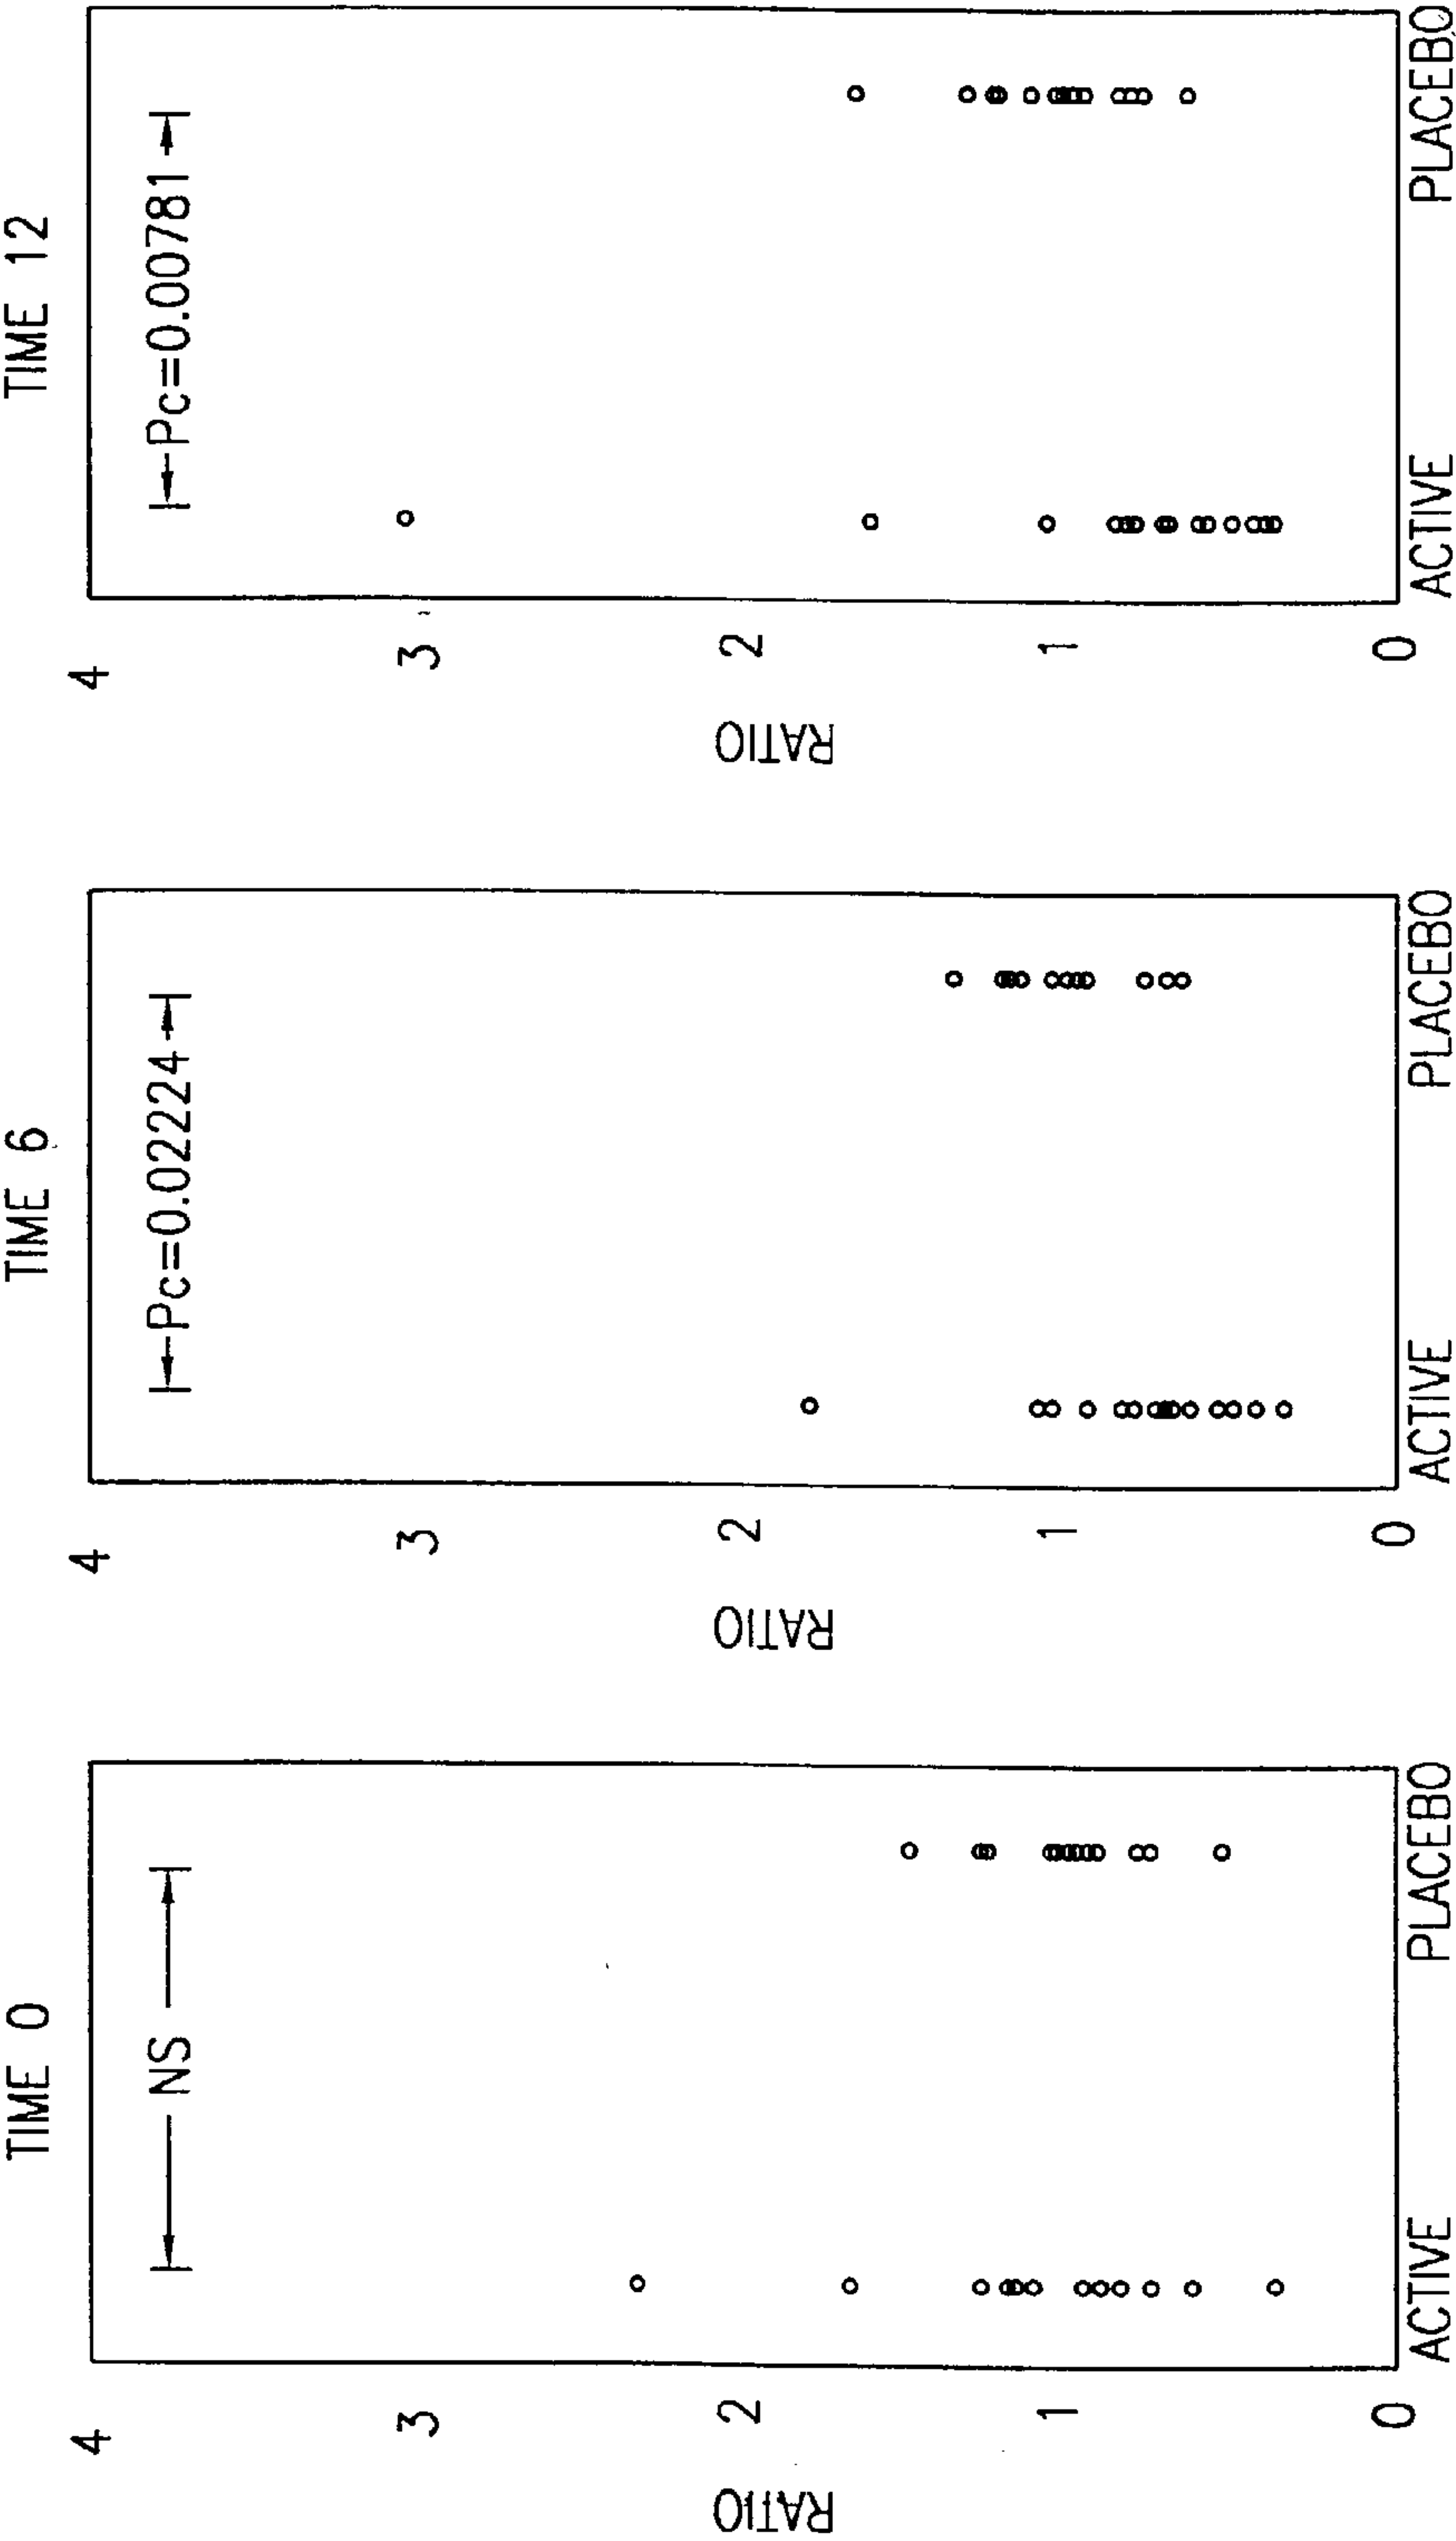 TIME 0
NS
4
3
2
1
0
RATIO
ACTIVE
PLACEBO
TIME 6
Pc=0.02224
4
3
2
1
0
RATIO
ACTIVE
PLACEBO
TIME 12
Pc=0.00781
4
3
2
1
0
RATIO
ACTIVE
PLACEBO